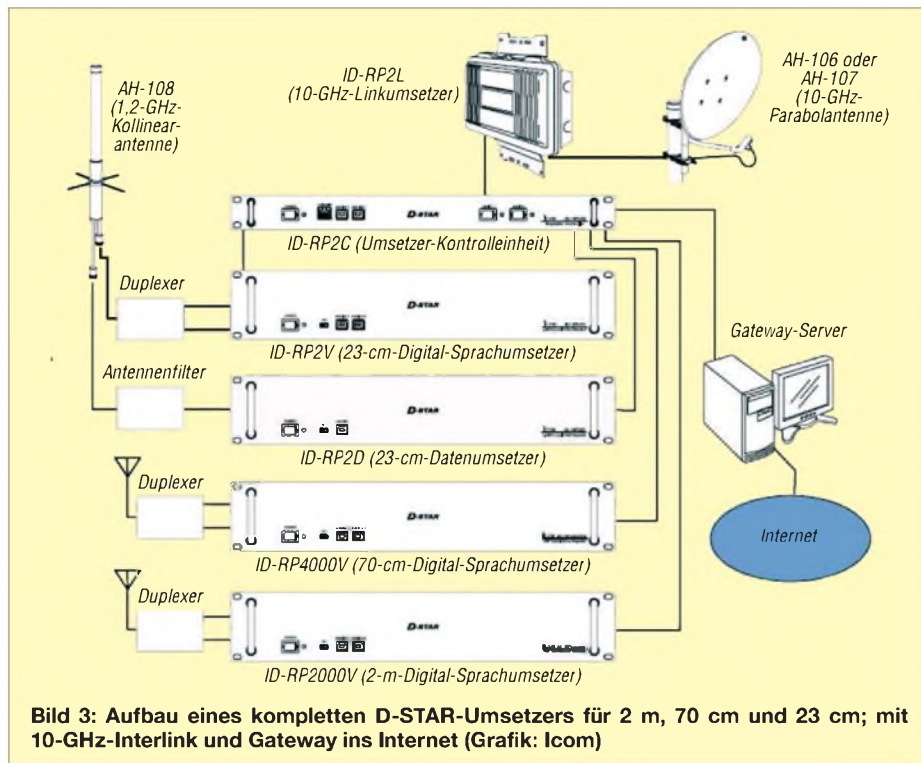 AH-108
(1,2-GHz-
Kollinear-
antenne)
ID-RP2L
(10-GHz-Linkumsetzer)
AH-106 oder
AH-107
(10-GHz-
Parabolantenne)
D-STAR
ID-RP2C (Umsetzer-Kontrolleinheit)
Duplexer
D-STAR
ID-RP2V (23-cm-Digital-Sprachumsetzer)
Gateway-Server
Antennenfilter
D-STAR
ID-RP2D (23-cm-Datenumsetzer)
Duplexer
D-STAR
ID-RP4000V (70-cm-Digital-Sprachumsetzer)
Internet
Duplexer
D-STAR
ID-RP2000V (2-m-Digital-Sprachumsetzer)
Bild 3: Aufbau eines kompletten D-STAR-Umsetzers für 2 m, 70 cm und 23 cm; mit
10-GHz-Interlink und Gateway ins Internet (Grafik: Icom)